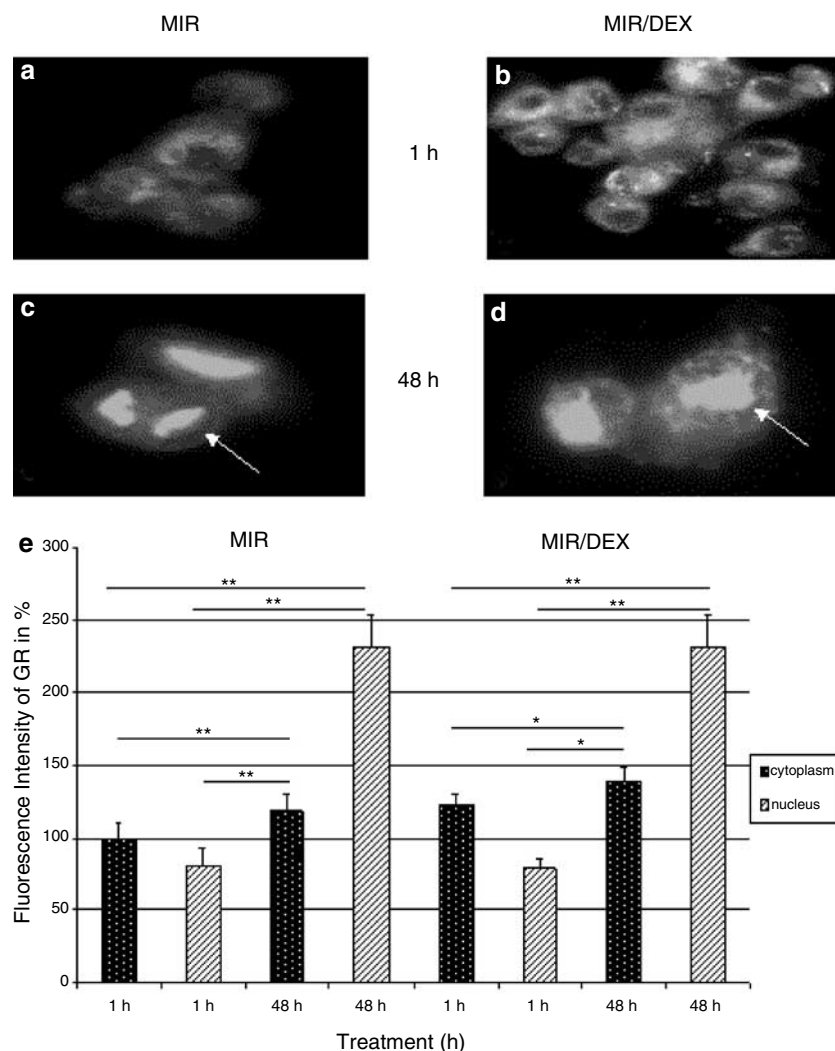 MIR MIR/DEX
a b
1 h
c d
48 h
e MIR MIR/DEX
300
250
200
150
100
50
0
Fluorescence Intensity of GR in %
** **
** **
** *
** *
cytoplasm
nucleus
1 h 1 h 48 h 48 h 1 h 1 h 48 h 48 h
Treatment (h)